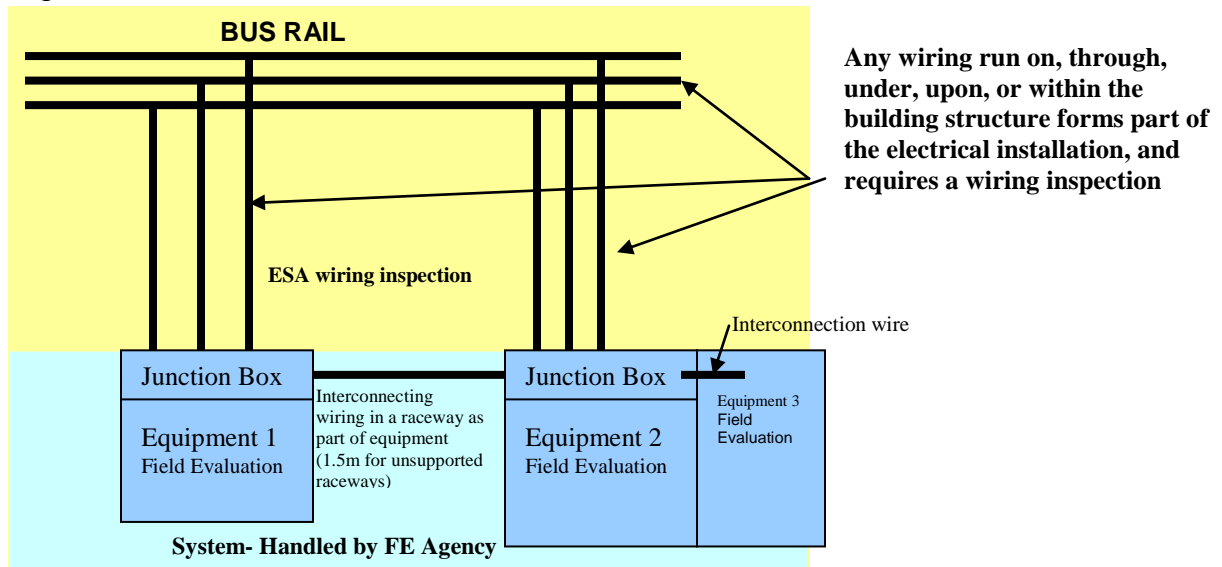 BUS RAIL
Any wiring run on, through,
under, upon, or within the
building structure forms part of
the electrical installation, and
requires a wiring inspection
ESA wiring inspection
Interconnection wire
Junction Box
Equipment 1
Field Evaluation
Interconnecting
wiring in a raceway as
part of equipment
(1.5m for unsupported
raceways)
Junction Box
Equipment 2
Field Evaluation
Equipment 3
Field
Evaluation
System- Handled by FE Agency